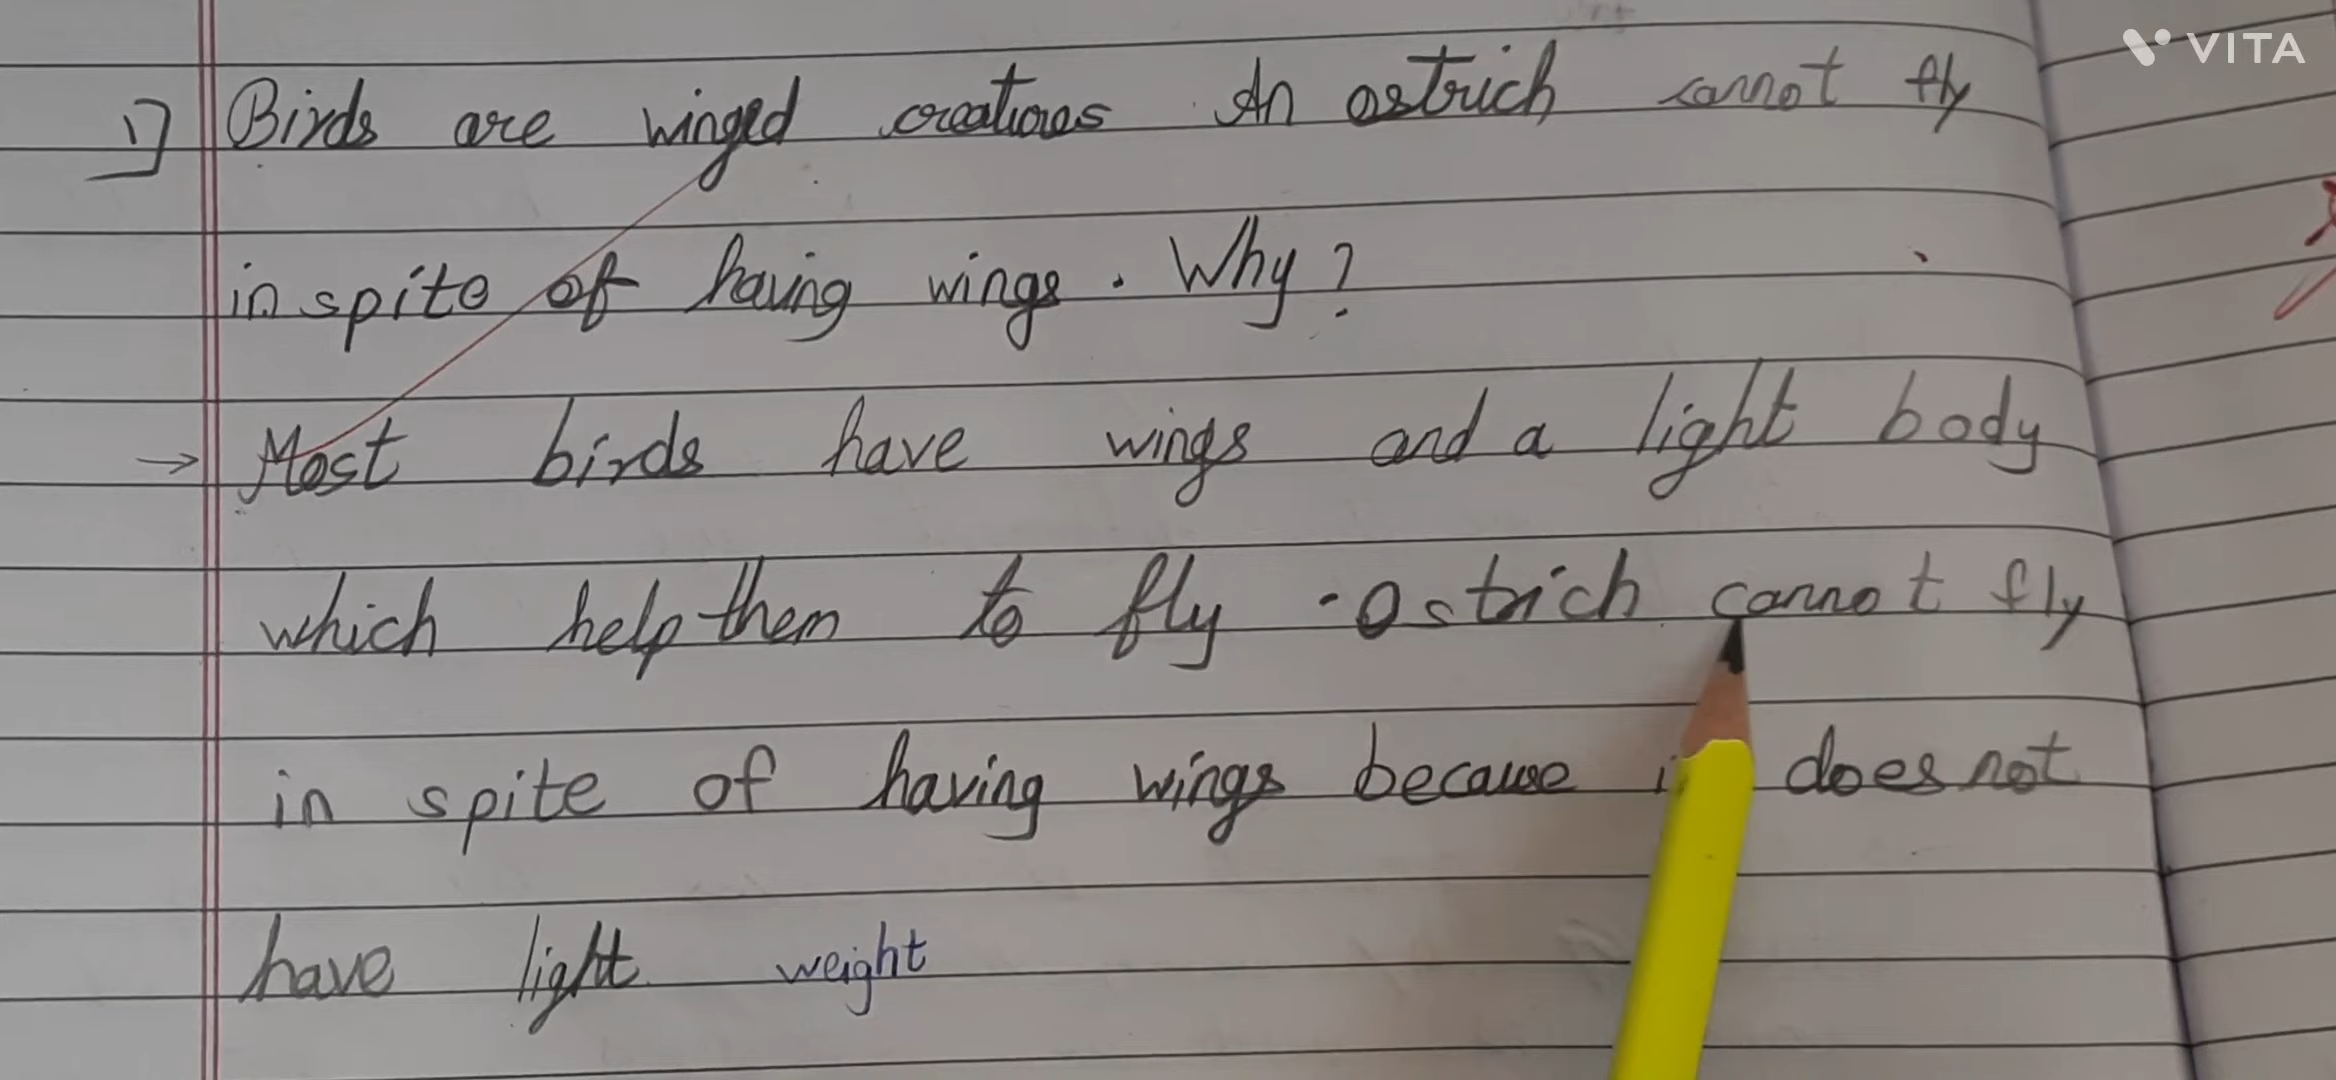 VITA
1] Birds are winged creatures. An ostrich cannot fly
in spite of having wings. Why?
→ Most birds have wings and a light body
which help them to fly. Ostrich cannot fly
in spite of having wings because does not
have light weight